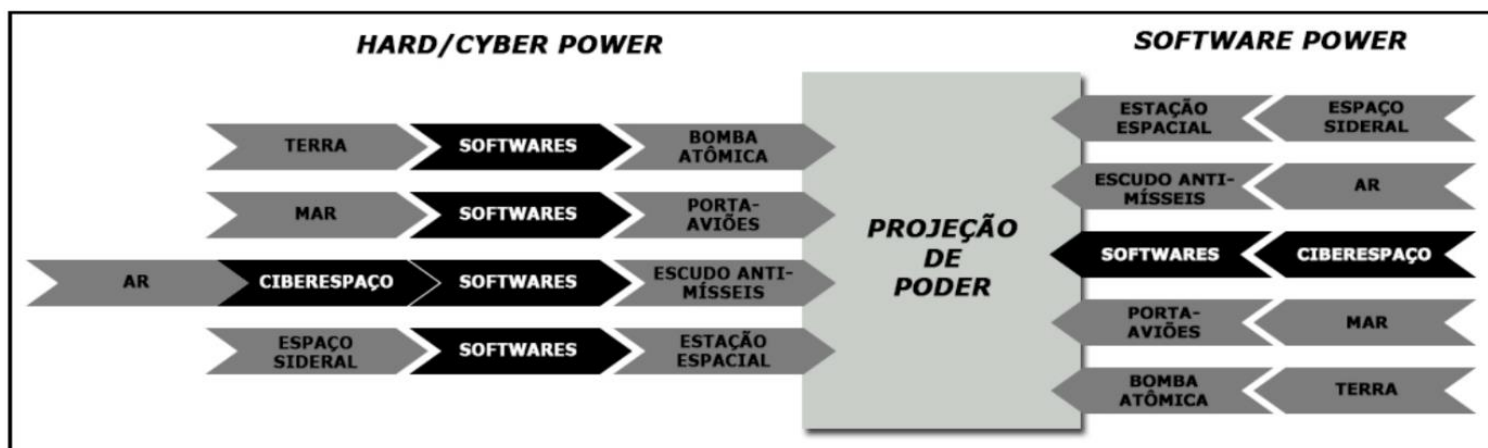 HARD/CYBER POWER
SOFTWARE POWER
TERRA
SOFTWARES
BOMBA
ATÔMICA
MAR
SOFTWARES
PORTA-
AVIÕES
AR
CIBERESPAÇO
SOFTWARES
ESCUDO ANTI-
MÍSSEIS
ESPAÇO
SIDERAL
SOFTWARES
ESTAÇÃO
ESPACIAL
PROJEÇÃO
DE
PODER
ESTAÇÃO
ESPACIAL
ESPAÇO
SIDERAL
ESCUDO ANTI-
MÍSSEIS
AR
SOFTWARES
CIBERESPAÇO
PORTA-
AVIÕES
MAR
BOMBA
ATÔMICA
TERRA